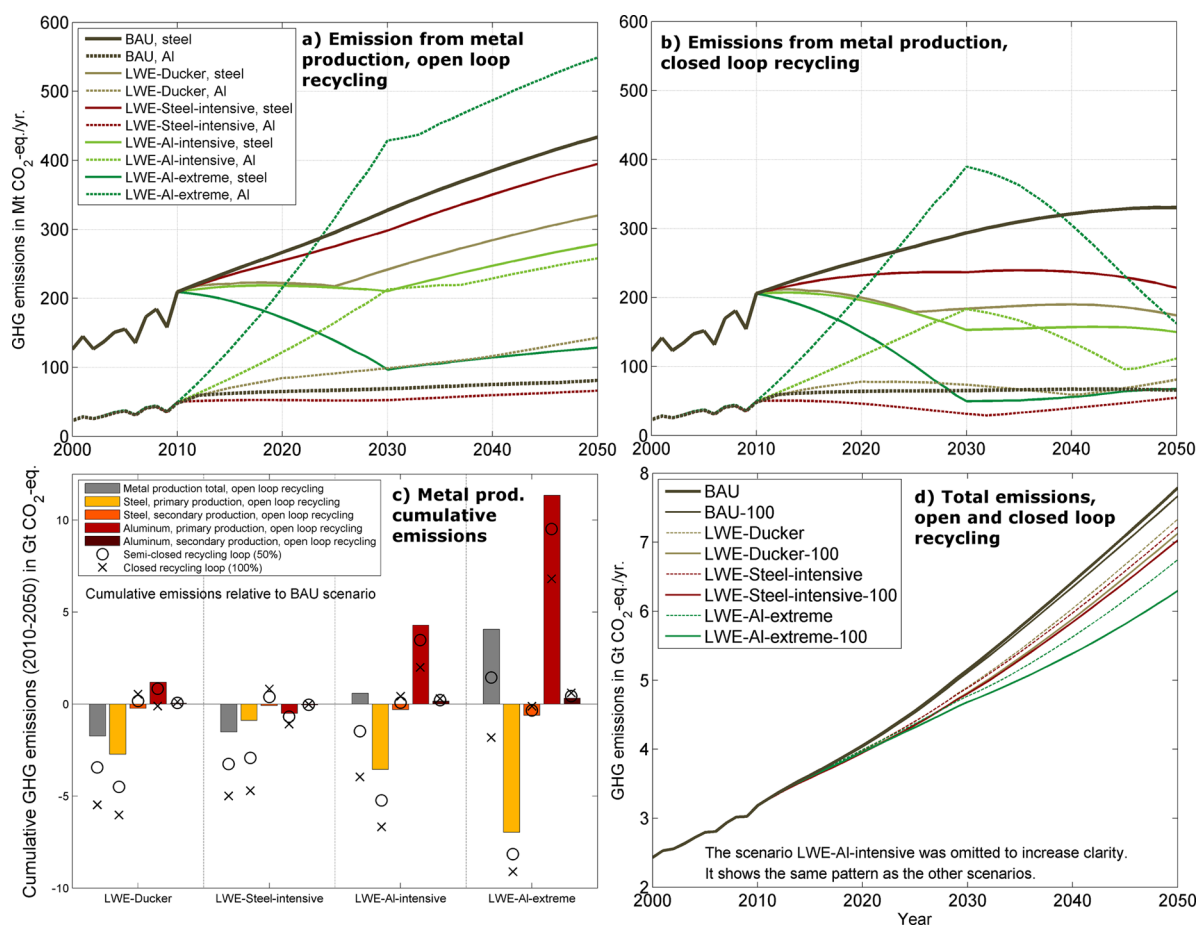 a) Emission from metal
production, open loop
recycling
BAU, steel
BAU, Al
LWE-Ducker, steel
LWE-Ducker, Al
LWE-Steel-intensive, steel
LWE-Steel-intensive, Al
LWE-Al-intensive, steel
LWE-Al-intensive, Al
LWE-Al-extreme, steel
LWE-Al-extreme, Al
GHG emissions in Mt CO2-eq./yr.
600
500
400
300
200
100
0
2000 2010 2020 2030 2040 2050
b) Emissions from metal production,
closed loop recycling
600
500
400
300
200
100
0
2000 2010 2020 2030 2040 2050
c) Metal prod.
cumulative
emissions
Metal production total, open loop recycling
Steel, primary production, open loop recycling
Steel, secondary production, open loop recycling
Aluminum, primary production, open loop recycling
Aluminum, secondary production, open loop recycling
Semi-closed recycling loop (50%)
Closed recycling loop (100%)
Cumulative emissions relative to BAU scenario
Cumulative GHG emissions (2010-2050) in Gt CO2-eq.
10
5
0
-5
-10
LWE-Ducker LWE-Steel-intensive LWE-Al-intensive LWE-Al-extreme
d) Total emissions,
open and closed loop
recycling
BAU
BAU-100
LWE-Ducker
LWE-Ducker-100
LWE-Steel-intensive
LWE-Steel-intensive-100
LWE-Al-extreme
LWE-Al-extreme-100
GHG emissions in Gt CO2-eq./yr.
8
7
6
5
4
3
2
0
The scenario LWE-Al-intensive was omitted to increase clarity.
It shows the same pattern as the other scenarios.
2000 2010 2020 2030 2040 2050
Year